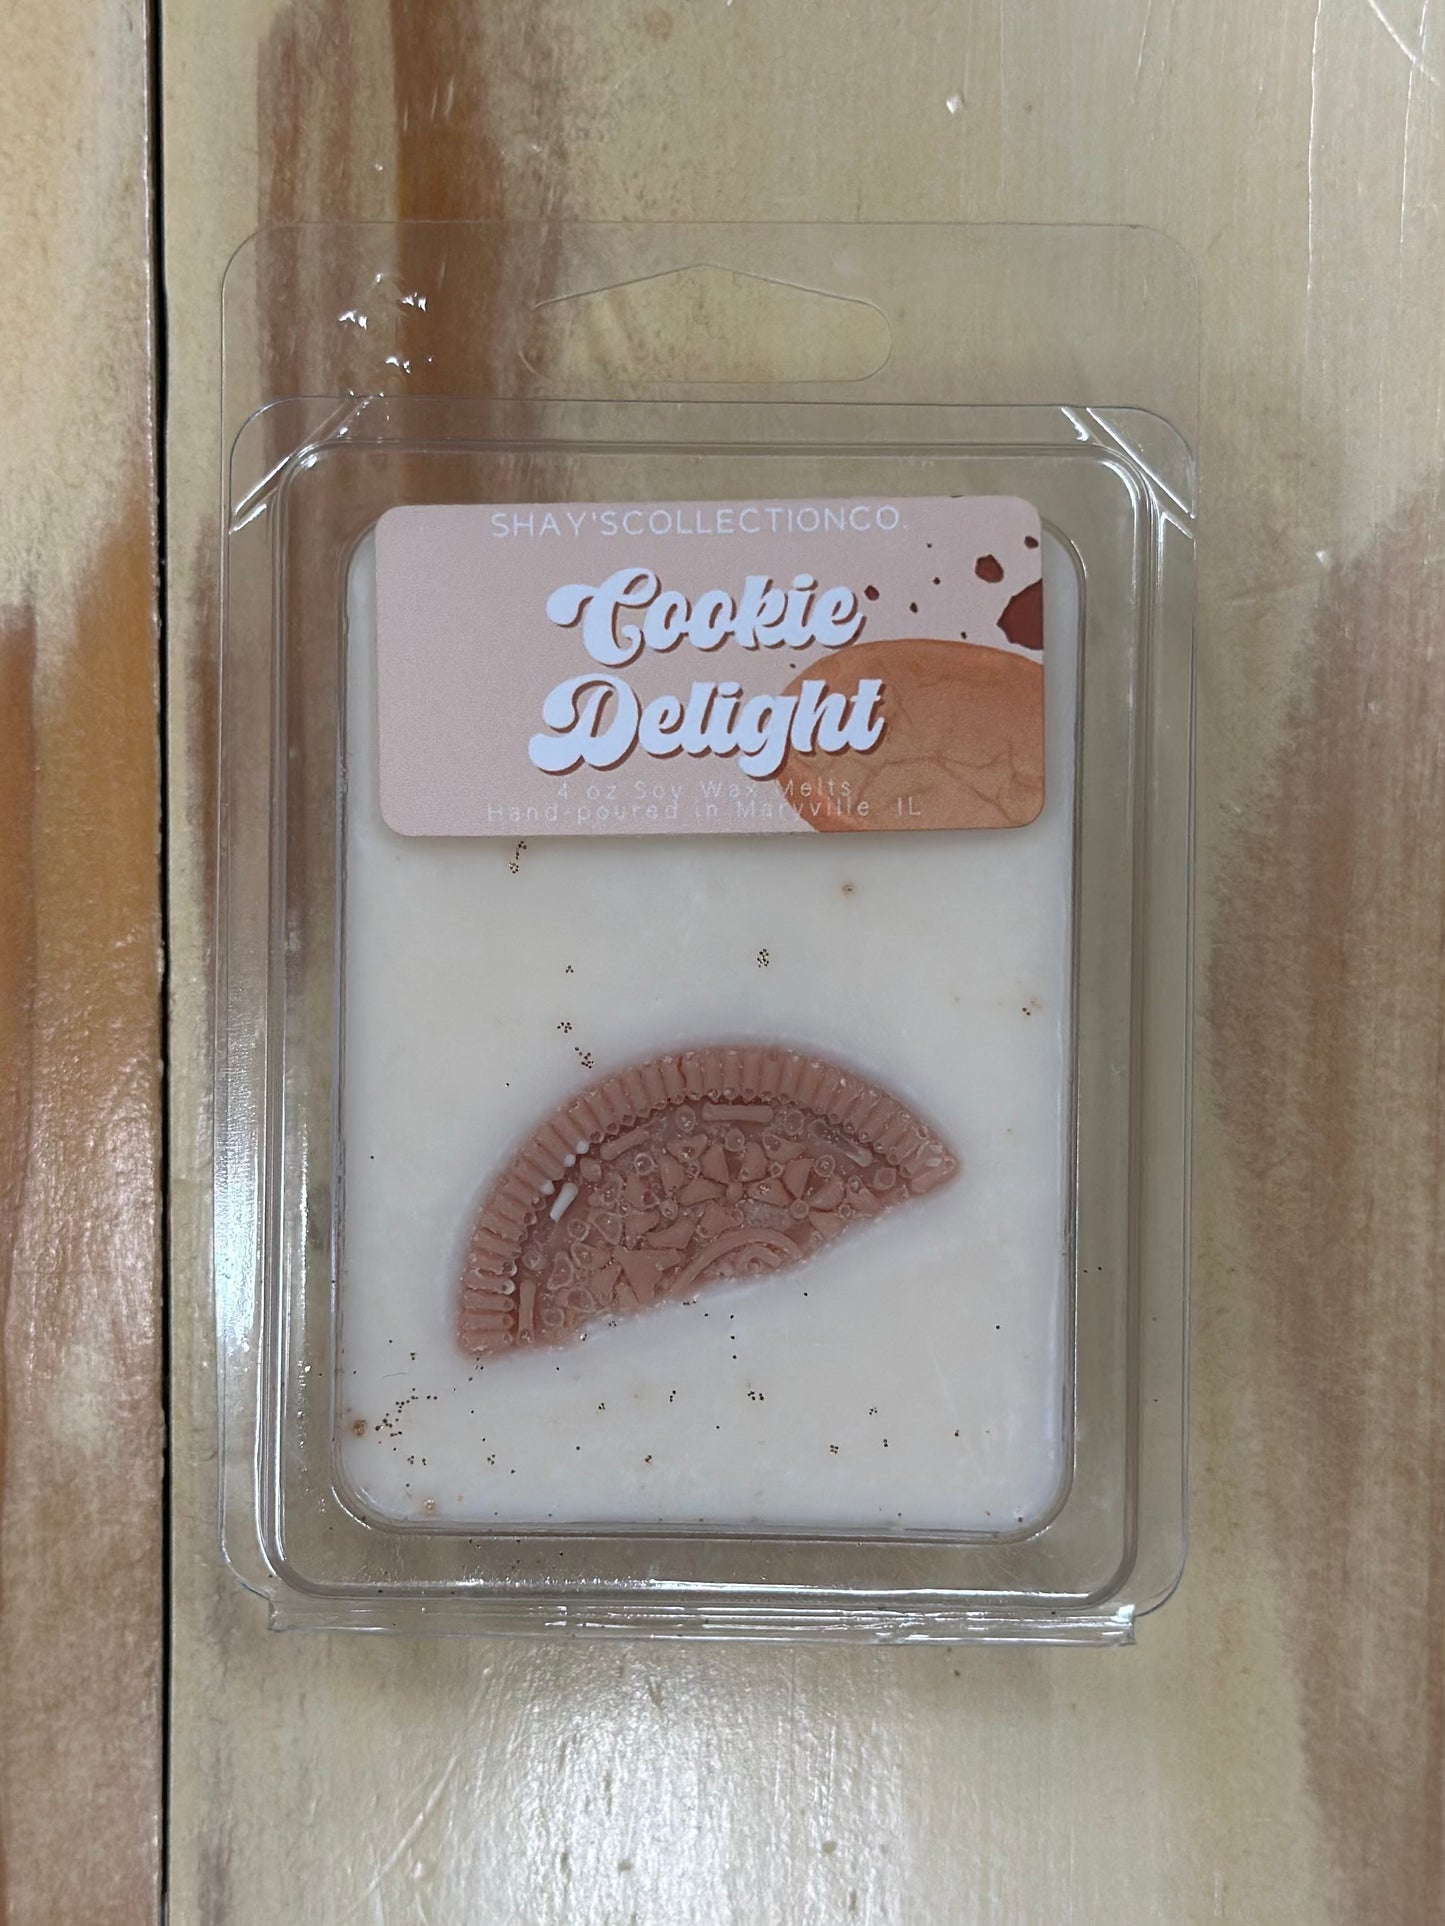 SHAY'SCOLLECTIONCO.
Cookie
Delight
4 oz Soy Wax Melts
Hand-poured in Maryville, IL